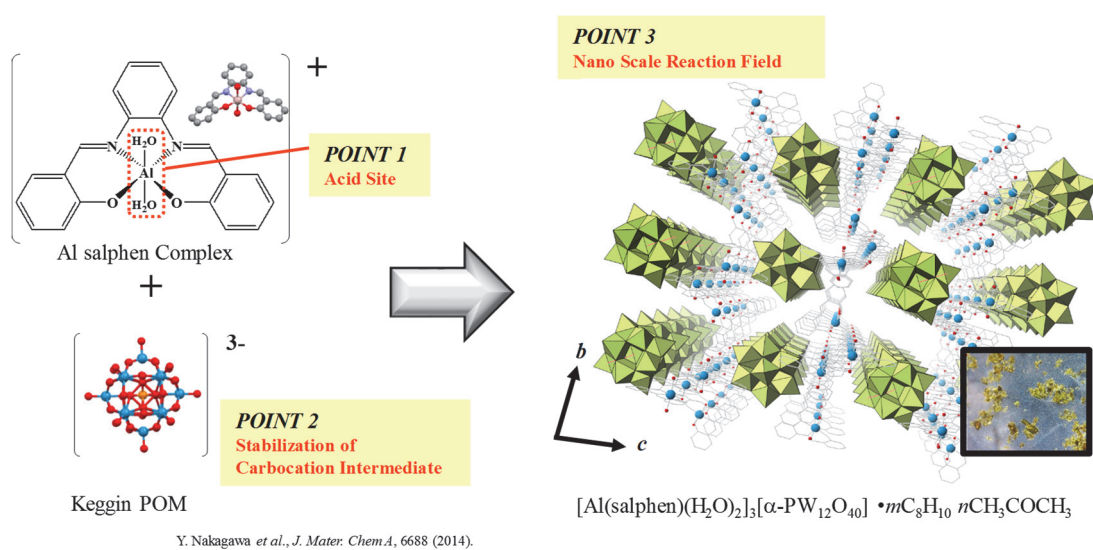 +
H₂O
N N
Al
O H₂O O
POINT 1
Acid Site
Al salphen Complex
+
3-
POINT 2
Stabilization of
Carbocation Intermediate
Keggin POM
Y. Nakagawa et al., J. Mater. Chem A, 6688 (2014).
POINT 3
Nano Scale Reaction Field
b
c
[Al(salphen)(H₂O)₂]₃[α-PW₁₂O₄₀] •mC₈H₁₀ nCH₃COCH₃